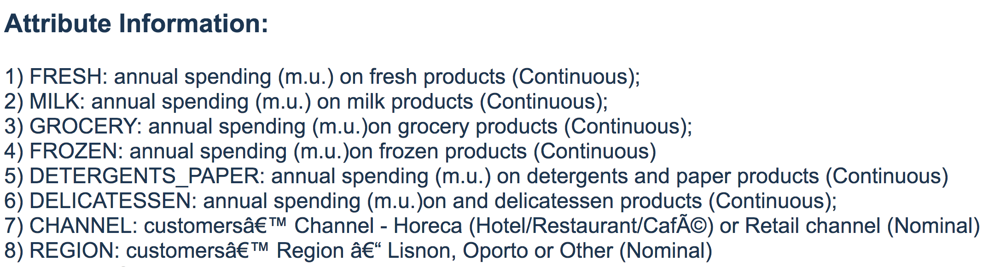 Attribute Information:
1) FRESH: annual spending (m.u.) on fresh products (Continuous);
2) MILK: annual spending (m.u.) on milk products (Continuous);
3) GROCERY: annual spending (m.u.)on grocery products (Continuous);
4) FROZEN: annual spending (m.u.)on frozen products (Continuous)
5) DETERGENTS_PAPER: annual spending (m.u.) on detergents and paper products (Continuous)
6) DELICATESSEN: annual spending (m.u.)on and delicatessen products (Continuous);
7) CHANNEL: customersâ€™ Channel - Horeca (Hotel/Restaurant/CafÃ©) or Retail channel (Nominal)
8) REGION: customersâ€™ Region â€“ Lisnon, Oporto or Other (Nominal)